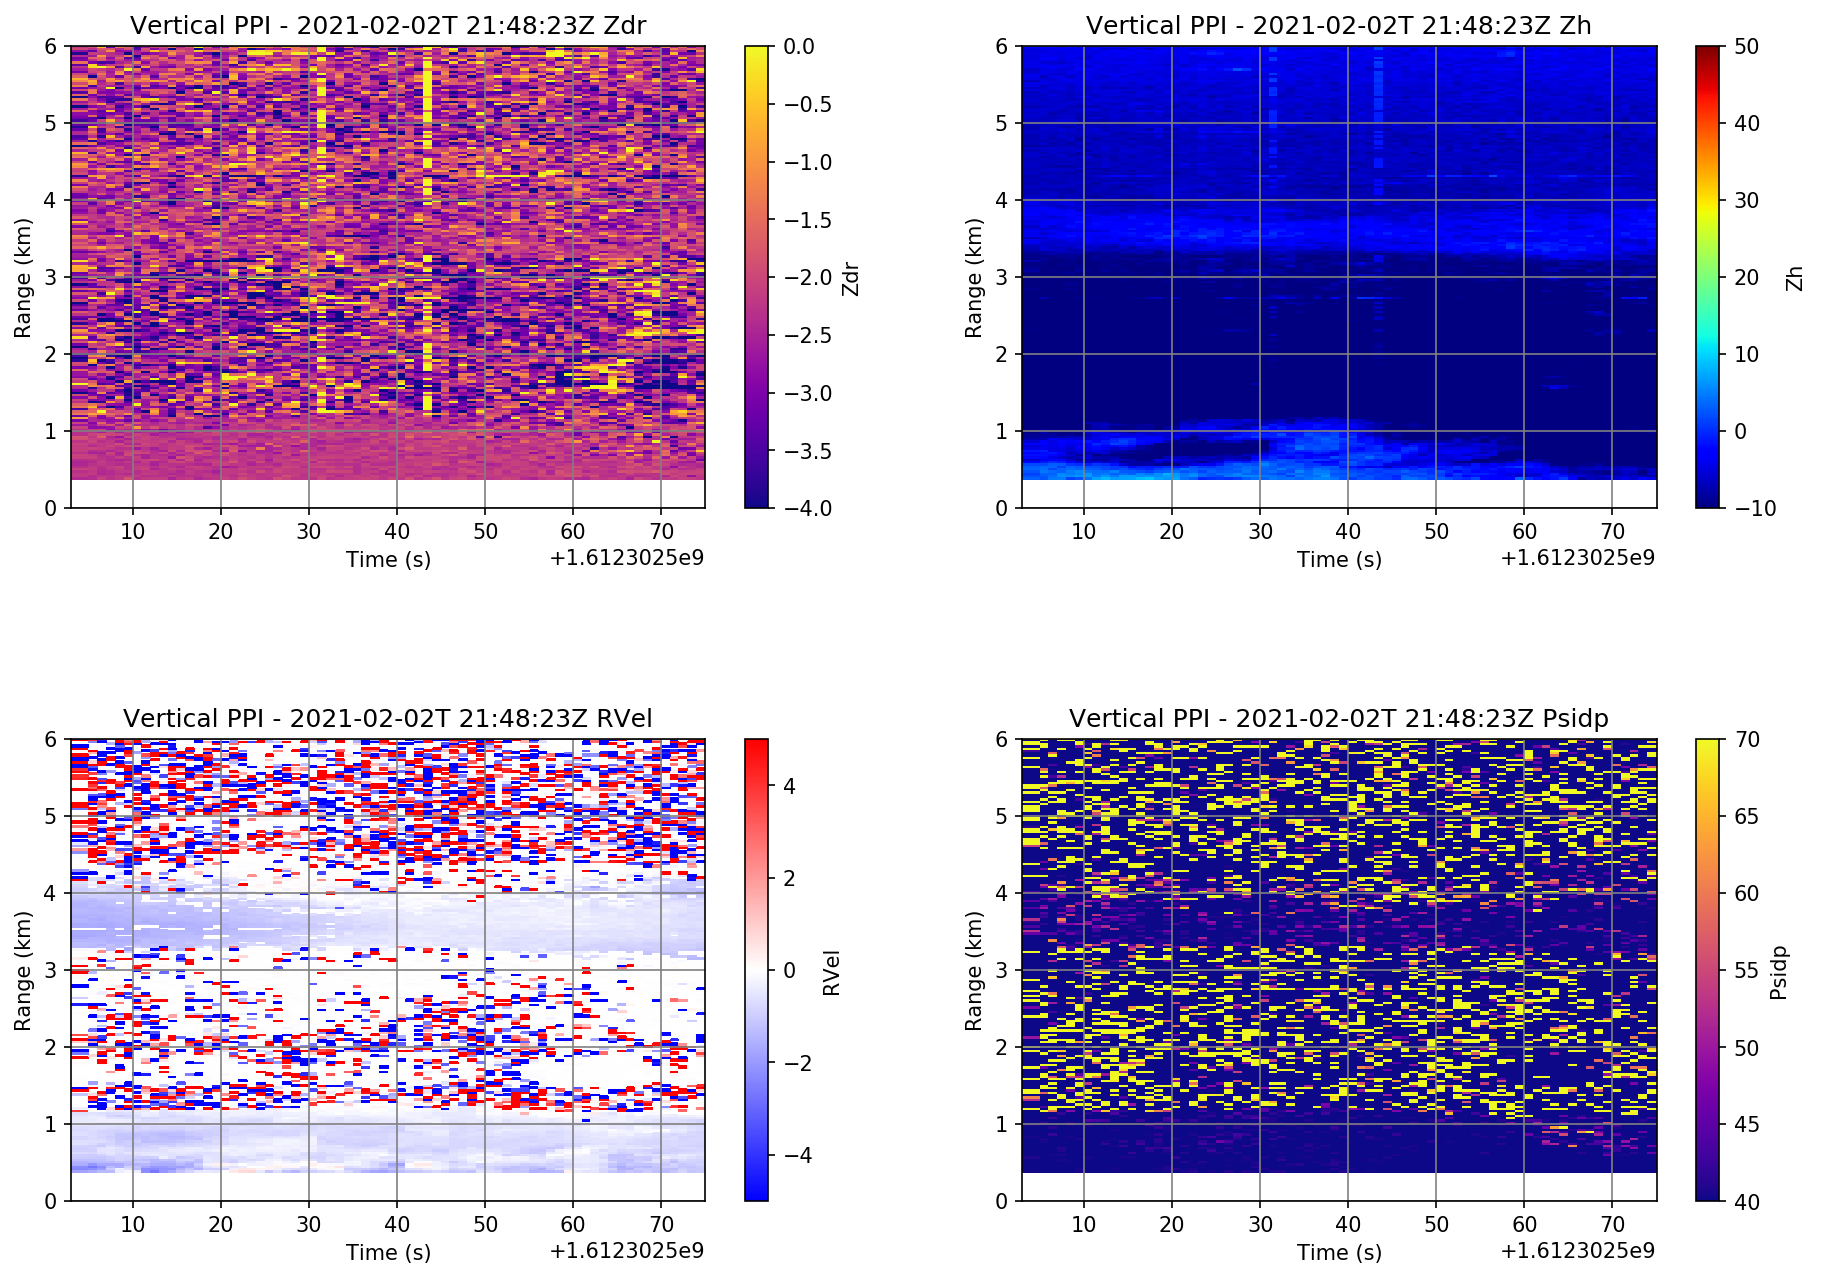 Vertical PPI - 2021-02-02T 21:48:23Z Zdr
6
5
4
3
2
1
0
Range (km)
10 20 30 40 50 60 70
Time (s)
+1.6123025e9
0.0
−0.5
−1.0
−1.5
−2.0
−2.5
−3.0
−3.5
−4.0
Zdr
Vertical PPI - 2021-02-02T 21:48:23Z Zh
6
5
4
3
2
1
0
Range (km)
10 20 30 40 50 60 70
Time (s)
+1.6123025e9
50
40
30
20
10
0
−10
Zh
Vertical PPI - 2021-02-02T 21:48:23Z RVel
6
5
4
3
2
1
0
Range (km)
10 20 30 40 50 60 70
Time (s)
+1.6123025e9
4
2
0
−2
−4
RVel
Vertical PPI - 2021-02-02T 21:48:23Z Psidp
6
5
4
3
2
1
0
Range (km)
10 20 30 40 50 60 70
Time (s)
+1.6123025e9
70
65
60
55
50
45
40
Psidp